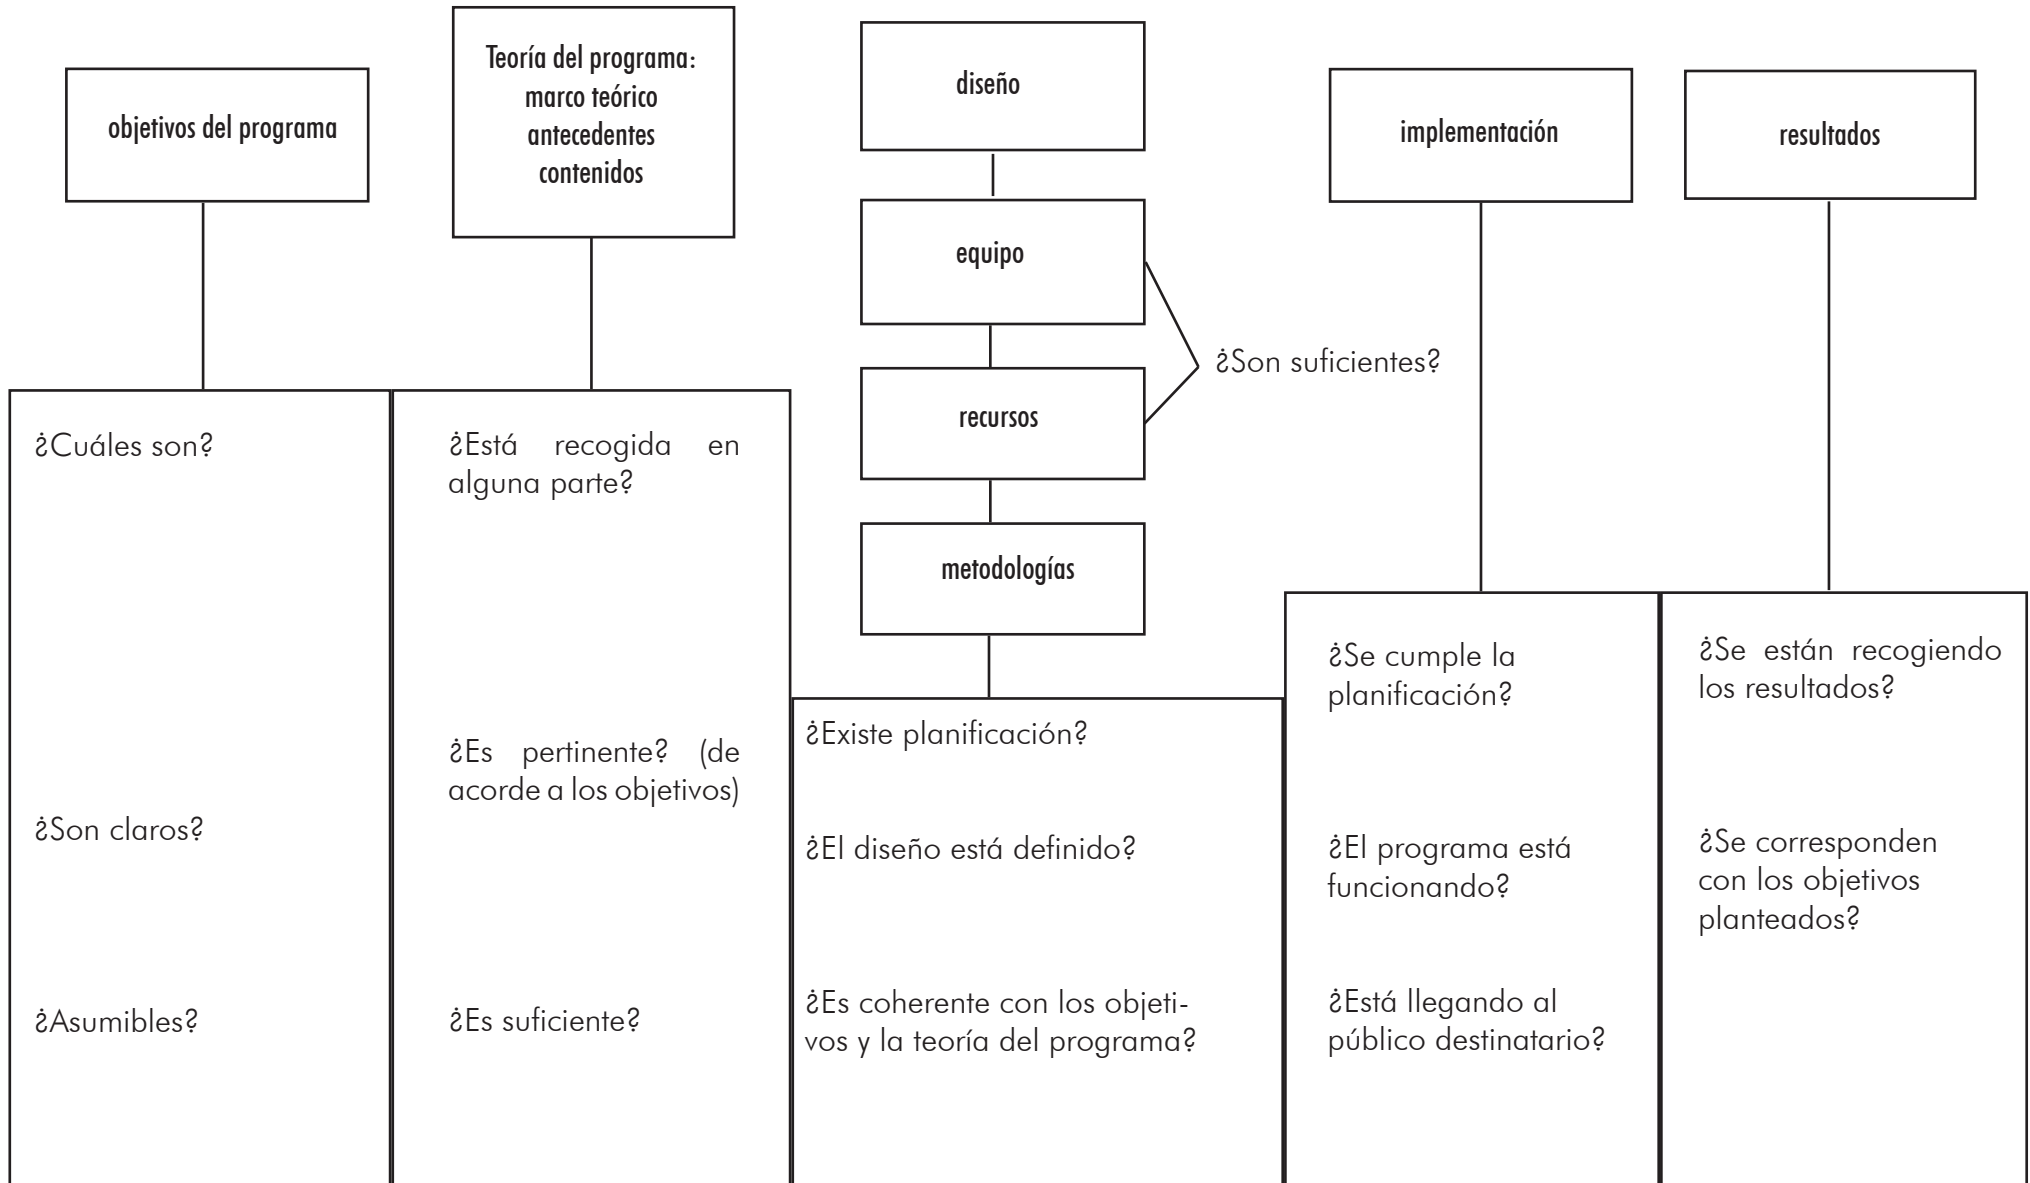 objetivos del programa
¿Cuáles son?
¿Son claros?
¿Asumibles?
Teoría del programa:
marco teórico
antecedentes
contenidos
¿Está recogida en
alguna parte?
¿Es pertinente? (de
acorde a los objetivos)
¿Es suficiente?
diseño
equipo
recursos
¿Son suficientes?
metodologías
¿Existe planificación?
¿El diseño está definido?
¿Es coherente con los objeti-
vos y la teoría del programa?
implementación
¿Se cumple la
planificación?
¿El programa está
funcionando?
¿Está llegando al
público destinatario?
resultados
¿Se están recogiendo
los resultados?
¿Se corresponden
con los objetivos
planteados?